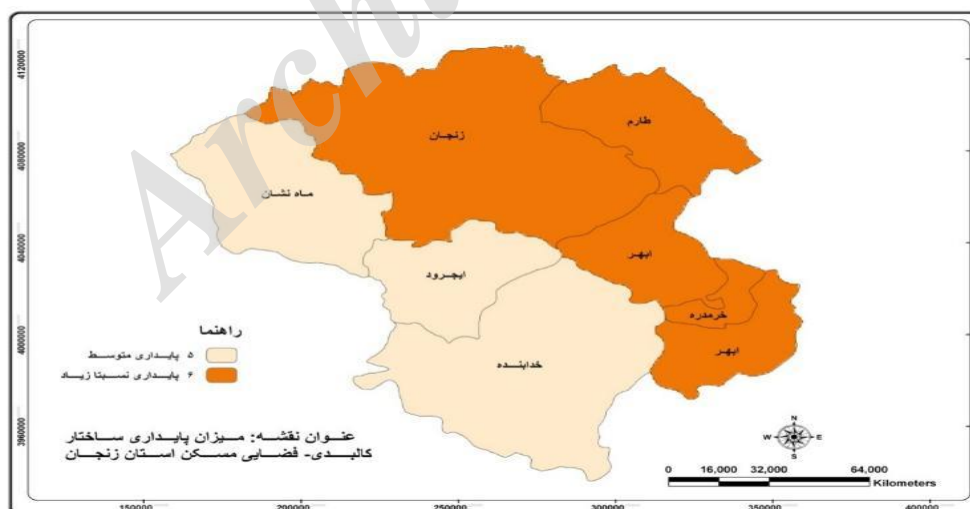 Archi
طارم
زنجان
ماه نشان
ابهر
ایجرود
خرمدره
ابهر
خدابنده
راهنما
۵ پایداری متوسط
۶ پایداری نسبتا زیاد
عنوان نقشه: میزان پایداری ساختار
کالبدی- فضایی مسکن استان زنجان
N
W E
S
0 16,000 32,000 64,000
Kilometers
4120000
4080000
4040000
4000000
3960000
150000 200000 250000 300000 350000 400000